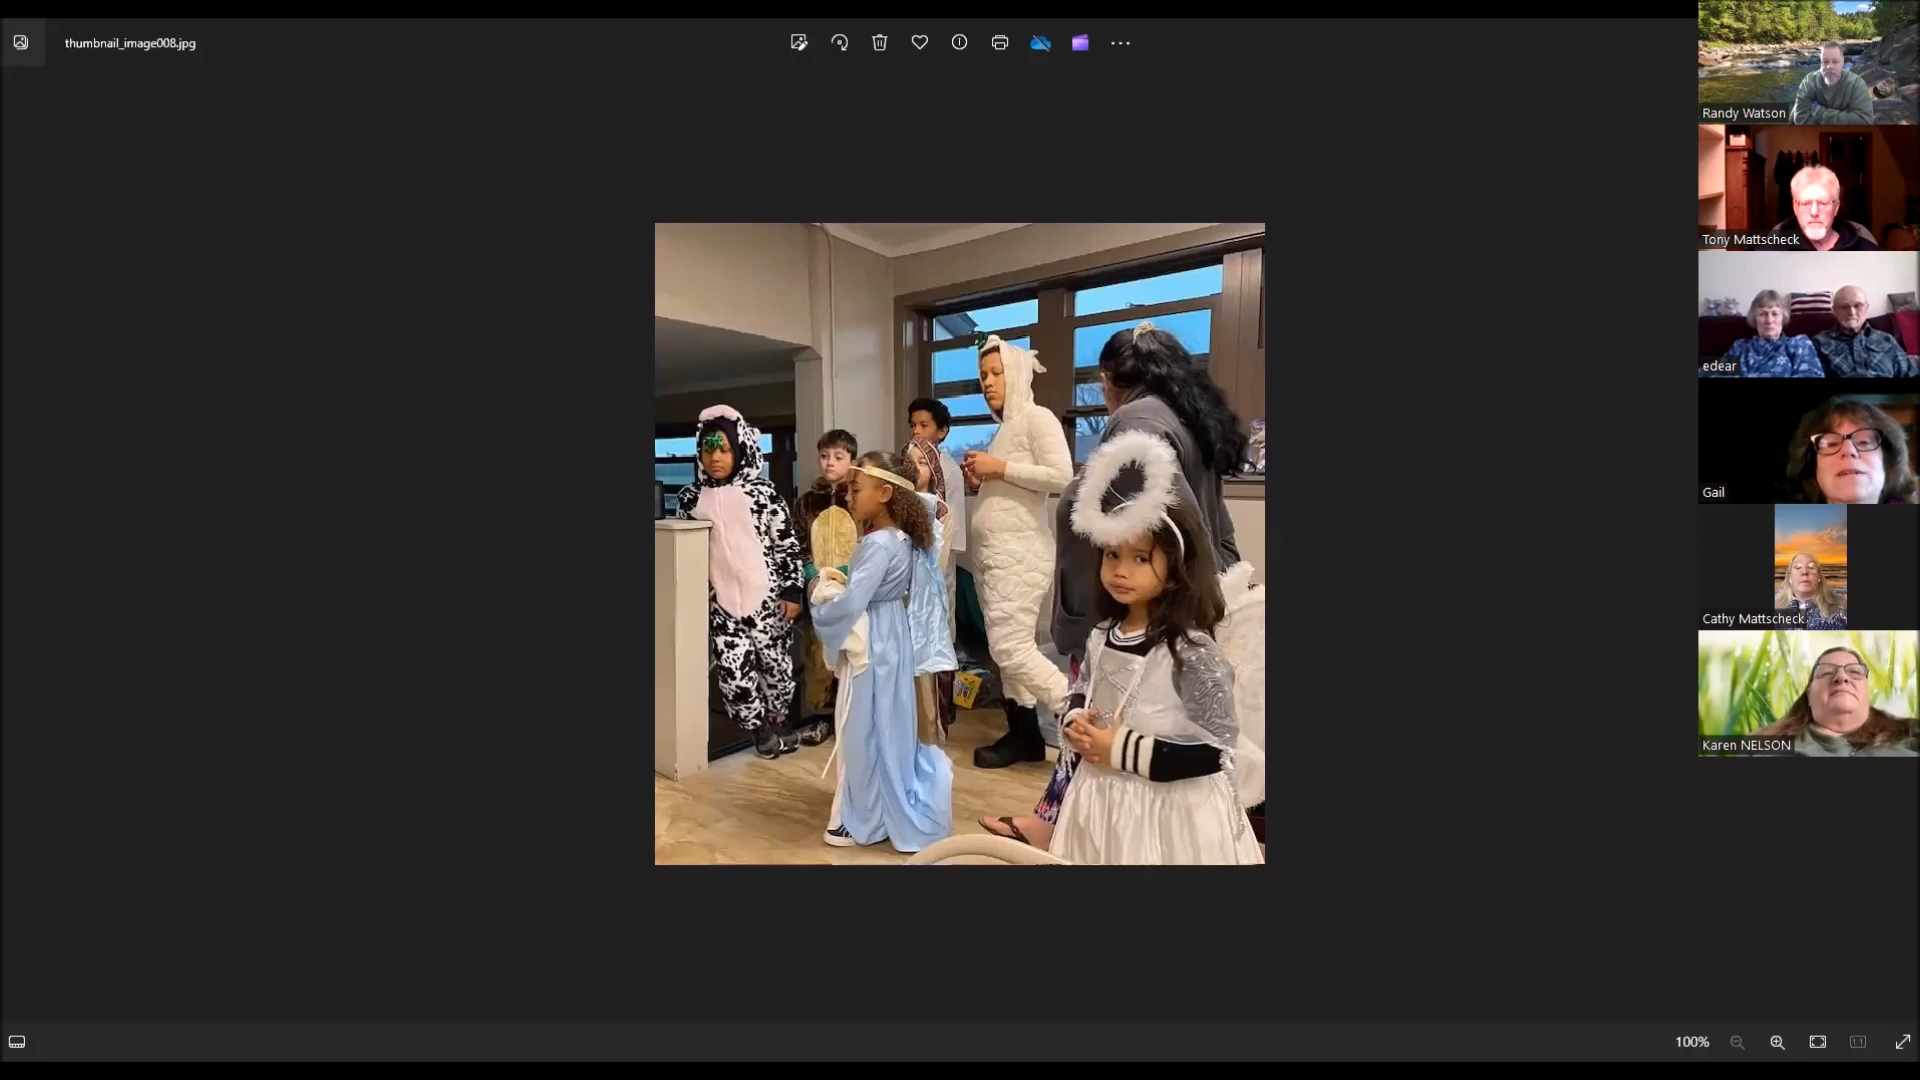 thumbnail_image008.jpg
Randy Watson
Tony Mattscheck
edear
Gail
Cathy Mattscheck
Karen NELSON
100%